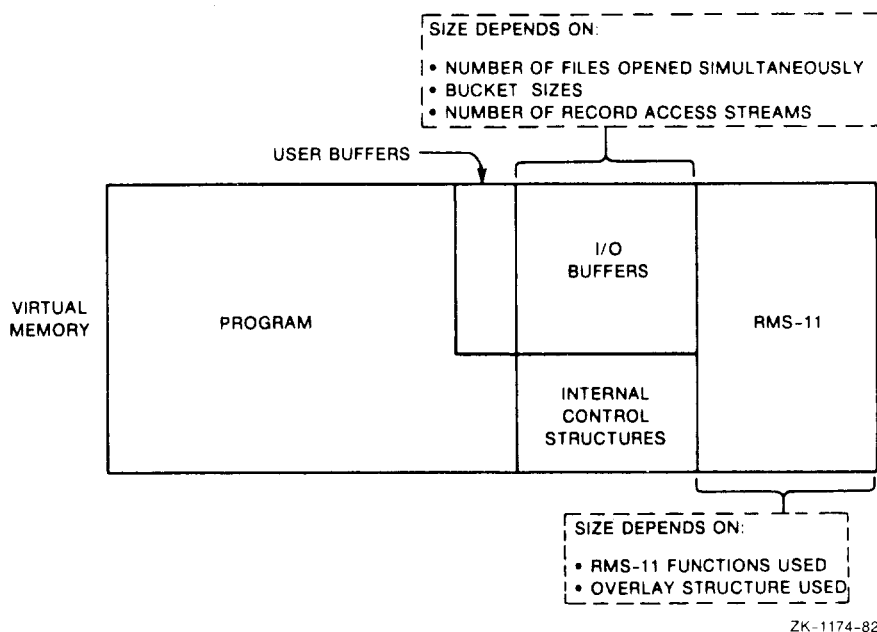 SIZE DEPENDS ON:
• NUMBER OF FILES OPENED SIMULTANEOUSLY
• BUCKET SIZES
• NUMBER OF RECORD ACCESS STREAMS
USER BUFFERS
VIRTUAL
MEMORY
PROGRAM
I/O
BUFFERS
INTERNAL
CONTROL
STRUCTURES
RMS-11
SIZE DEPENDS ON:
• RMS-11 FUNCTIONS USED
• OVERLAY STRUCTURE USED
ZK-1174-82